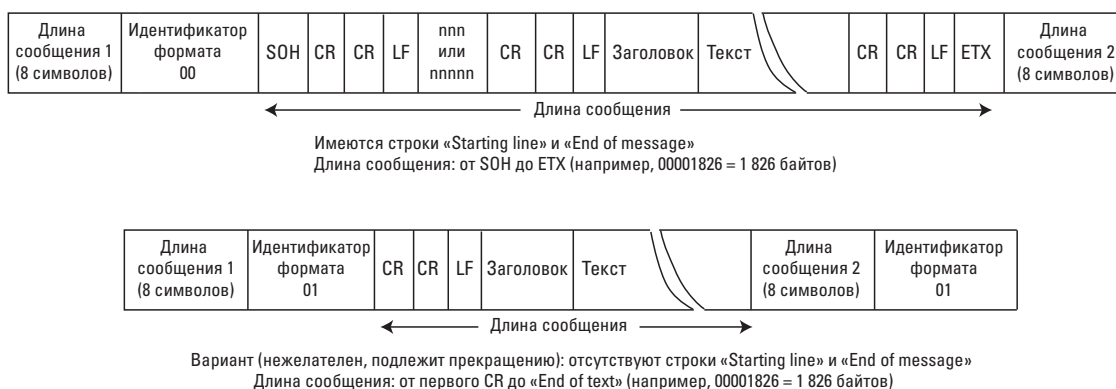 Длина сообщения 1 (8 символов)
Идентификатор формата 00
SOH
CR
CR
LF
nnn или nnnnn
CR
CR
LF
Заголовок
Текст
CR
CR
LF
ETX
Длина сообщения 2 (8 символов)
Длина сообщения
Имеются строки «Starting line» и «End of message»
Длина сообщения: от SOH до ETX (например, 00001826 = 1 826 байтов)
Длина сообщения 1 (8 символов)
Идентификатор формата 01
CR
CR
LF
Заголовок
Текст
Длина сообщения 2 (8 символов)
Идентификатор формата 01
Длина сообщения
Вариант (нежелателен, подлежит прекращению): отсутствуют строки «Starting line» и «End of message»
Длина сообщения: от первого CR до «End of text» (например, 00001826 = 1 826 байтов)